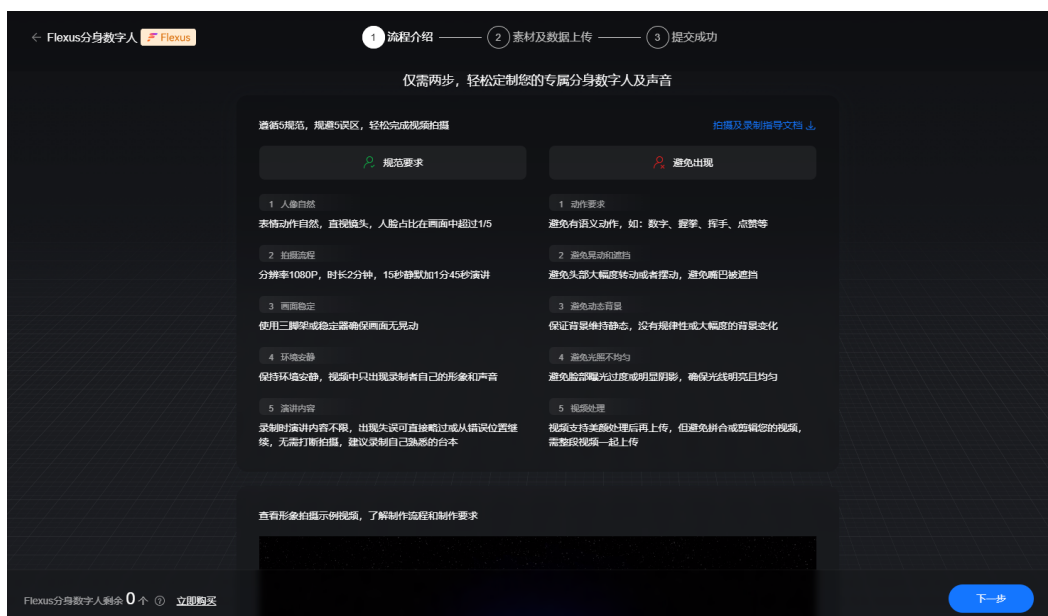 ← Flexus分身数字人 Flexus
1 流程介绍 2 素材及数据上传 3 提交成功
仅需两步，轻松定制您的专属分身数字人及声音
遵循5规范，规避5误区，轻松完成视频拍摄
拍摄及录制指导文档
规范要求
避免出现
1 人像自然
表情动作自然，直视镜头，人脸占比在画面中超过1/5
1 动作要求
避免有语义动作，如：数字、握拳、挥手、点赞等
2 拍摄流程
分辨率1080P，时长2分钟，15秒静默加1分45秒演讲
2 避免晃动和遮挡
避免头部大幅度转动或者摆动，避免嘴巴被遮挡
3 画面稳定
使用三脚架或稳定器确保画面无晃动
3 避免动态背景
保证背景维持静态，没有规律性或大幅度的背景变化
4 环境安静
保持环境安静，视频中只出现录制者自己的形象和声音
4 避免光照不均匀
避免脸部曝光过度或明显阴影，确保光线明亮且均匀
5 演讲内容
录制时演讲内容不限，出现失误可直接略过或从错误位置继
续，无需打断拍摄，建议录制自己熟悉的台本
5 视频处理
视频支持美颜处理后再上传，但避免拼合或剪辑您的视频，
需整段视频一起上传
查看形象拍摄示例视频，了解制作流程和制作要求
Flexus分身数字人剩余 0 个 ? 立即购买
下一步